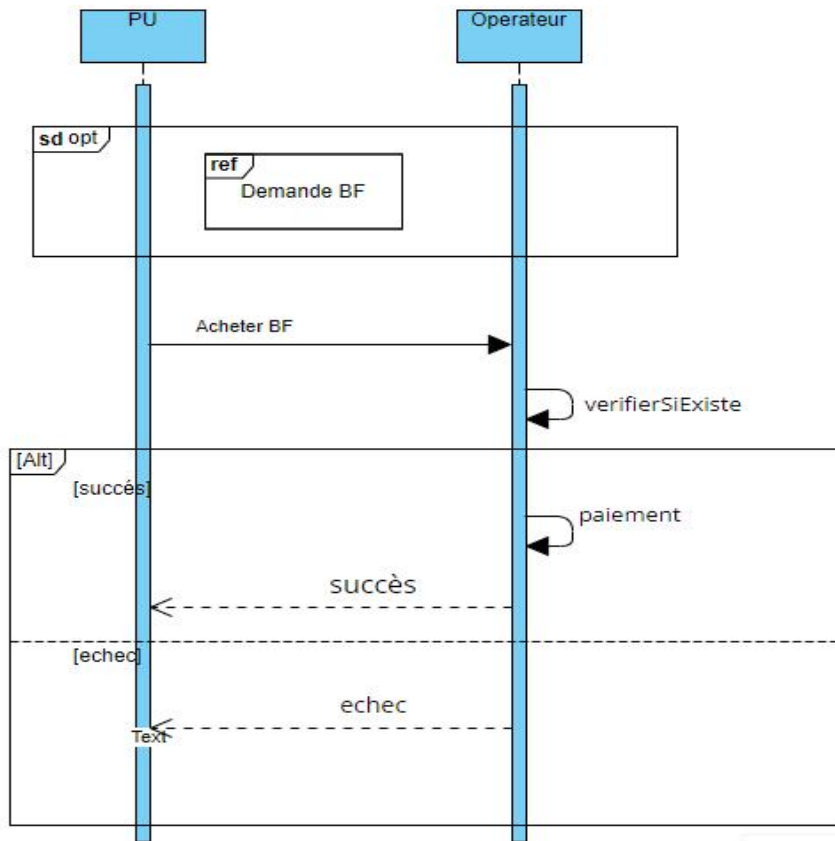 PU
Operateur
sd opt
ref
Demande BF
Acheter BF
verifierSiExiste
[Alt]
[succés]
paiement
succès
[echec]
echec
Text